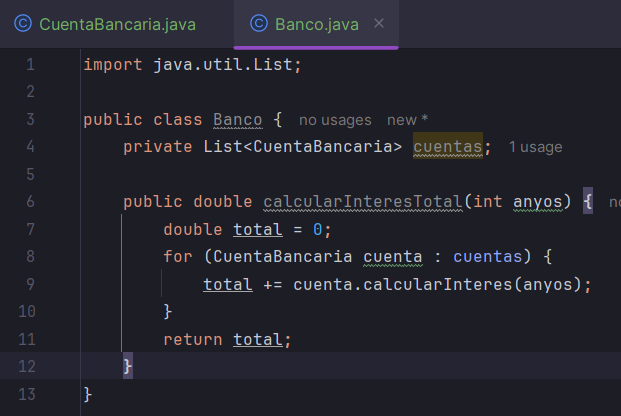 CuentaBancaria.java Banco.java
1 import java.util.List;
2
3 public class Banco { no usages new *
4 private List<CuentaBancaria> cuentas; 1 usage
5
6 public double calcularInteresTotal(int anyos) {
7 double total = 0;
8 for (CuentaBancaria cuenta : cuentas) {
9 total += cuenta.calcularInteres(anyos);
10 }
11 return total;
12 }
13 }